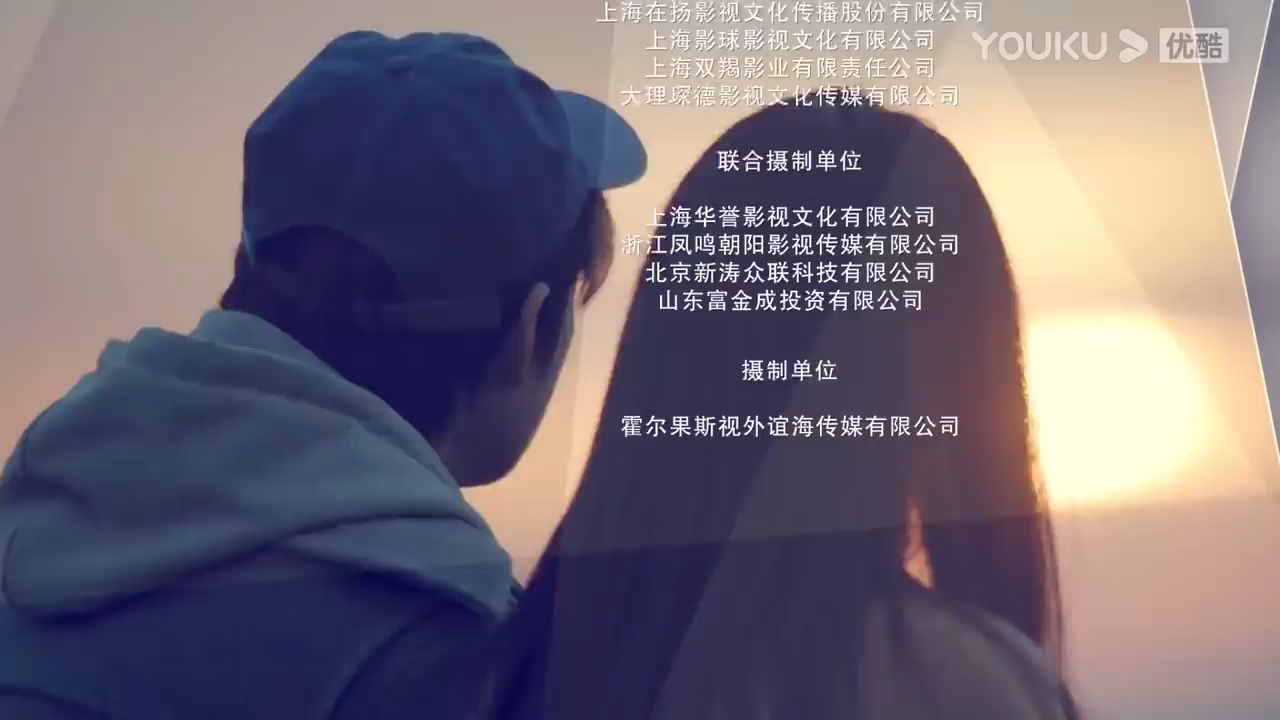 上海在扬影视文化传播股份有限公司
上海影球影视文化有限公司
上海双羯影业有限责任公司
大理琛德影视文化传媒有限公司
YOUKU 优酷
联合摄制单位
上海华誉影视文化有限公司
浙江凤鸣朝阳影视传媒有限公司
北京新涛众联科技有限公司
山东富金成投资有限公司
摄制单位
霍尔果斯视外谊海传媒有限公司